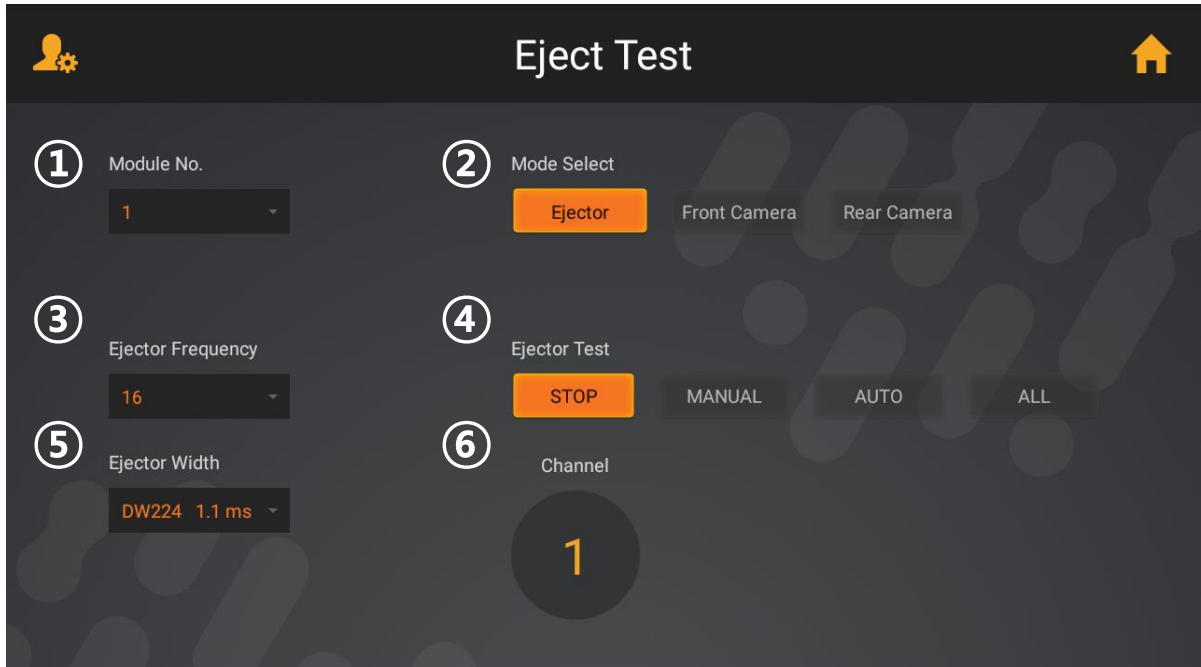 Eject Test
① Module No. ② Mode Select
1 Ejector Front Camera Rear Camera
③ ④
Ejector Frequency Ejector Test
16 STOP MANUAL AUTO ALL
⑤ ⑥
Ejector Width Channel
DW224 1.1 ms
1